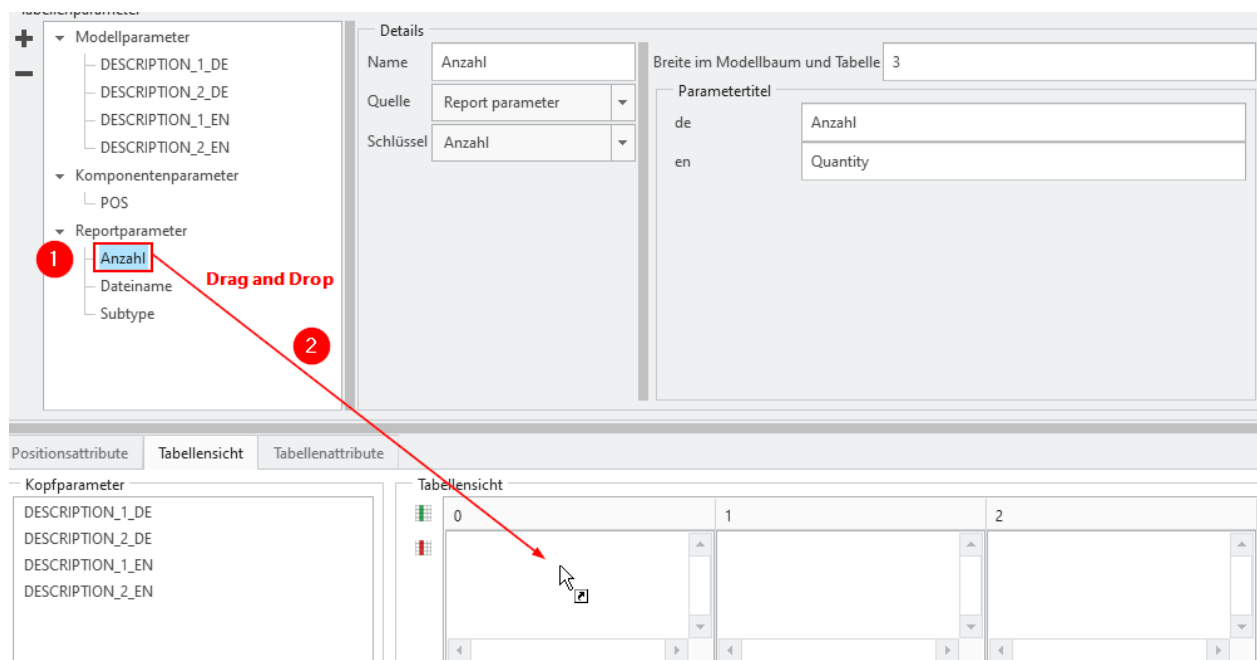 Tabellenparameter
Modellparameter
DESCRIPTION_1_DE
DESCRIPTION_2_DE
DESCRIPTION_1_EN
DESCRIPTION_2_EN
Komponentenparameter
POS
Reportparameter
1
Anzahl
Dateiname
Subtype
Drag and Drop
2
Details
Name Anzahl
Quelle Report parameter
Schlüssel Anzahl
Breite im Modellbaum und Tabelle 3
Parametertitel
de Anzahl
en Quantity
Positionsattribute Tabellensicht Tabellenattribute
Kopfparameter
DESCRIPTION_1_DE
DESCRIPTION_2_DE
DESCRIPTION_1_EN
DESCRIPTION_2_EN
Tabellensicht
0 1 2